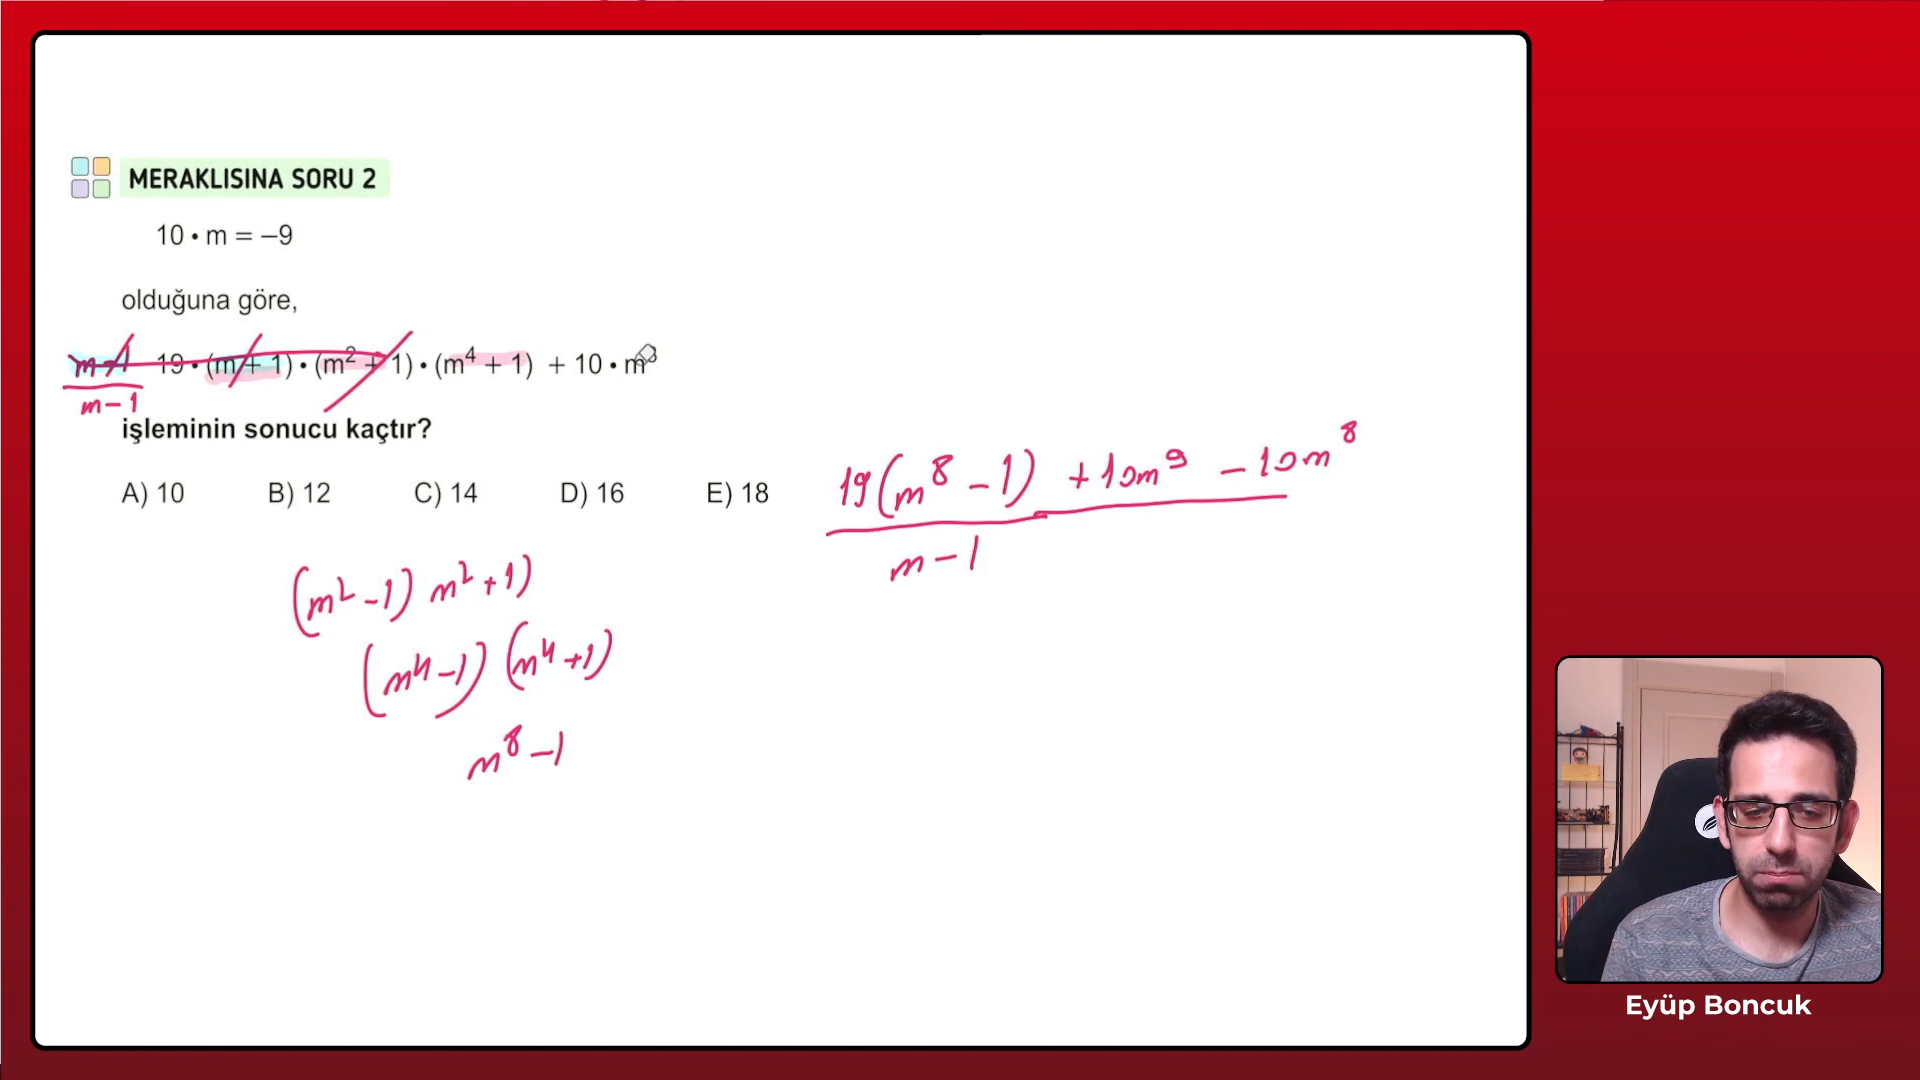 MERAKLISINA SORU 2
10 • m = –9
olduğuna göre,
m-1 19 • (m + 1) • (m² + 1) • (m⁴ + 1) + 10 • m
m-1
işleminin sonucu kaçtır?
A) 10 B) 12 C) 14 D) 16 E) 18
19(m⁸ - 1) + 10m⁹ - 10m⁸
m - 1
(m² - 1) m² + 1)
(m⁴ - 1) (m⁴ + 1)
m⁸ - 1
Eyüp Boncuk